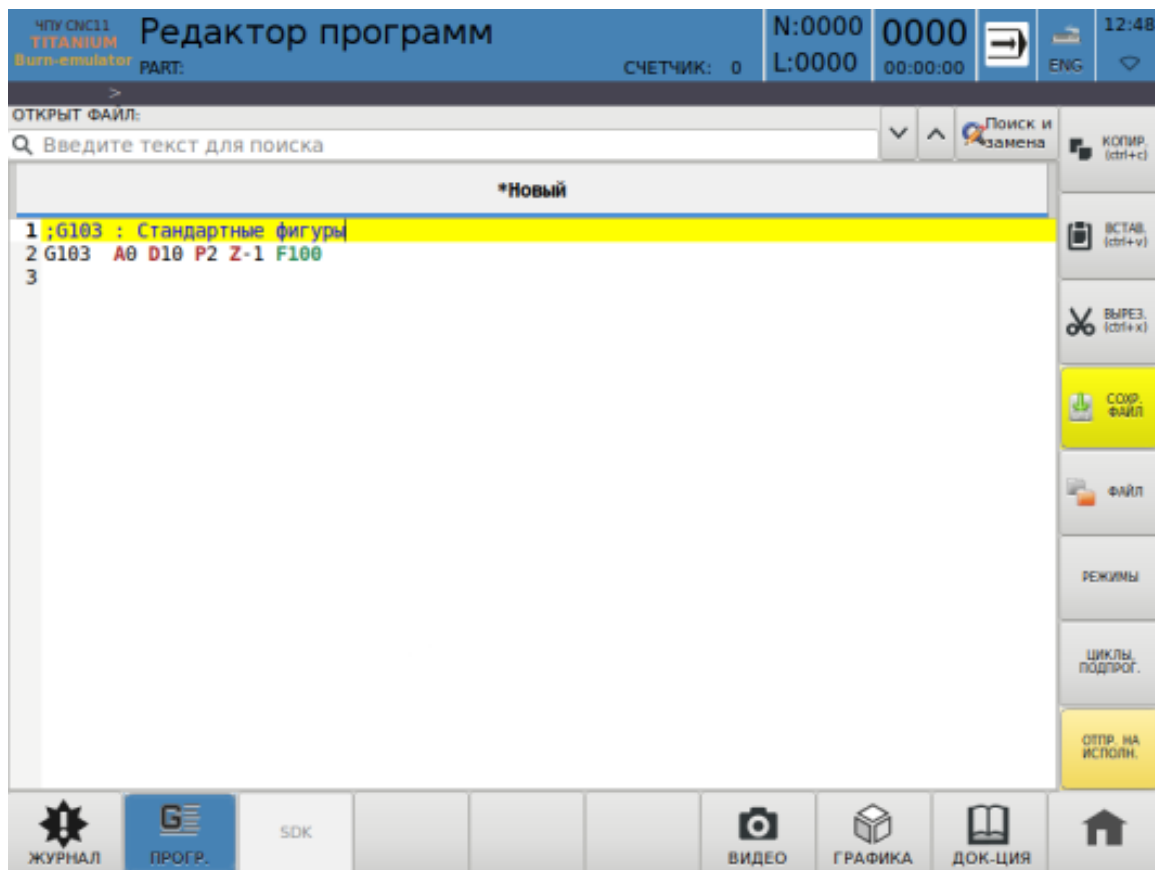 ЧПУ CNC11
TITANIUM
Burn-emulator
Редактор программ
PART:
СЧЕТЧИК: 0
N:0000
L:0000
0000
00:00:00
ENG
12:48
>
ОТКРЫТ ФАЙЛ:
Введите текст для поиска
Поиск и
замена
*Новый
1 ;G103 : Стандартные фигуры
2 G103 A0 D10 P2 Z-1 F100
3
КОПИР.
(ctrl+c)
ВСТАВ.
(ctrl+v)
ВЫРЕЗ.
(ctrl+x)
СОХР.
ФАЙЛ
ФАЙЛ
РЕЖИМЫ
ЦИКЛЫ,
ПОДПРОГ.
ОТПР. НА
ИСПОЛН.
ЖУРНАЛ
G
ПРОГР.
SDK
ВИДЕО
ГРАФИКА
ДОК-ЦИЯ